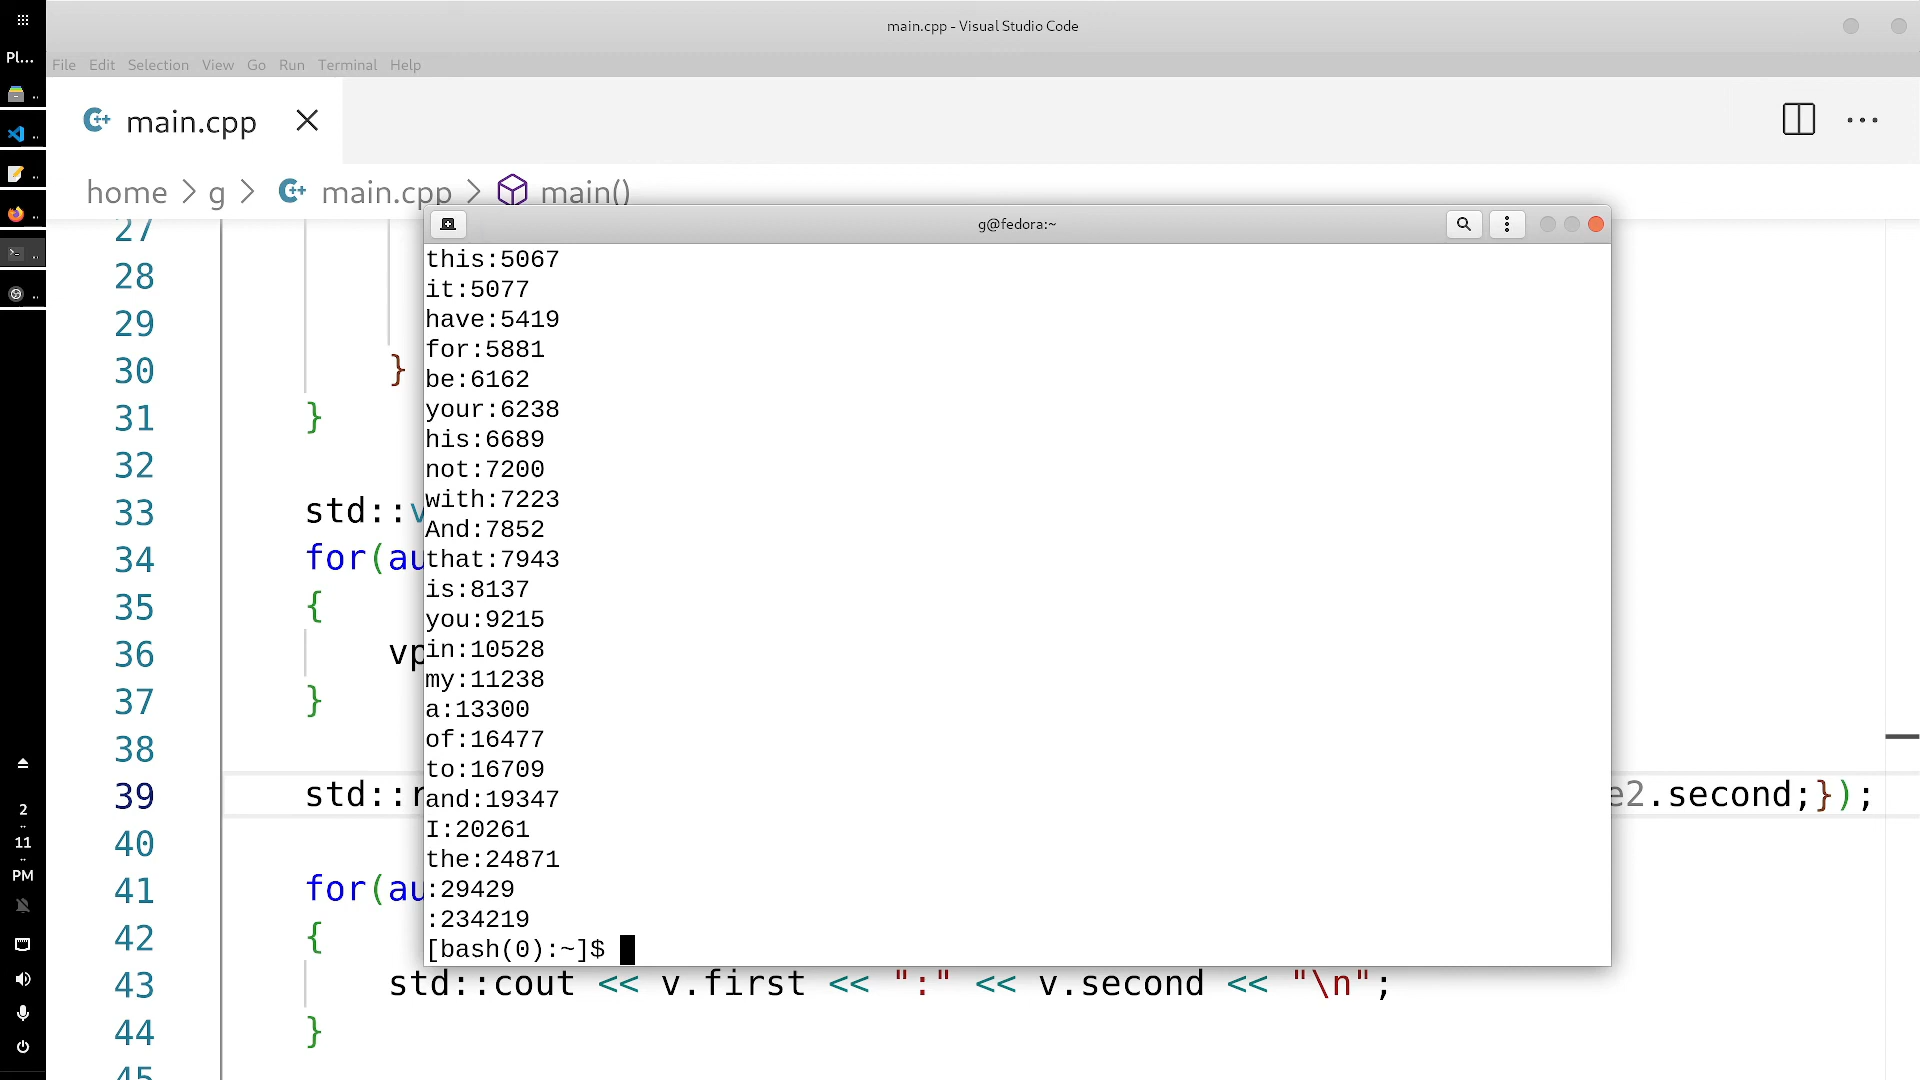 main.cpp - Visual Studio Code
Pl...
File Edit Selection View Go Run Terminal Help
main.cpp
home > g > main.cpp > main()
g@fedora:~
27
28
29
30 }
31 }
32
33 std::v
34 for(au
35 {
36 vp
37 }
38
39 std::r e2.second;});
40
41 for(au
42 {
43 std::cout << v.first << ":" << v.second << "\n";
44 }
45
this:5067
it:5077
have:5419
for:5881
be:6162
your:6238
his:6689
not:7200
with:7223
And:7852
that:7943
is:8137
you:9215
in:10528
my:11238
a:13300
of:16477
to:16709
and:19347
I:20261
the:24871
:29429
:234219
[bash(0):~]$
2
..
11
..
PM